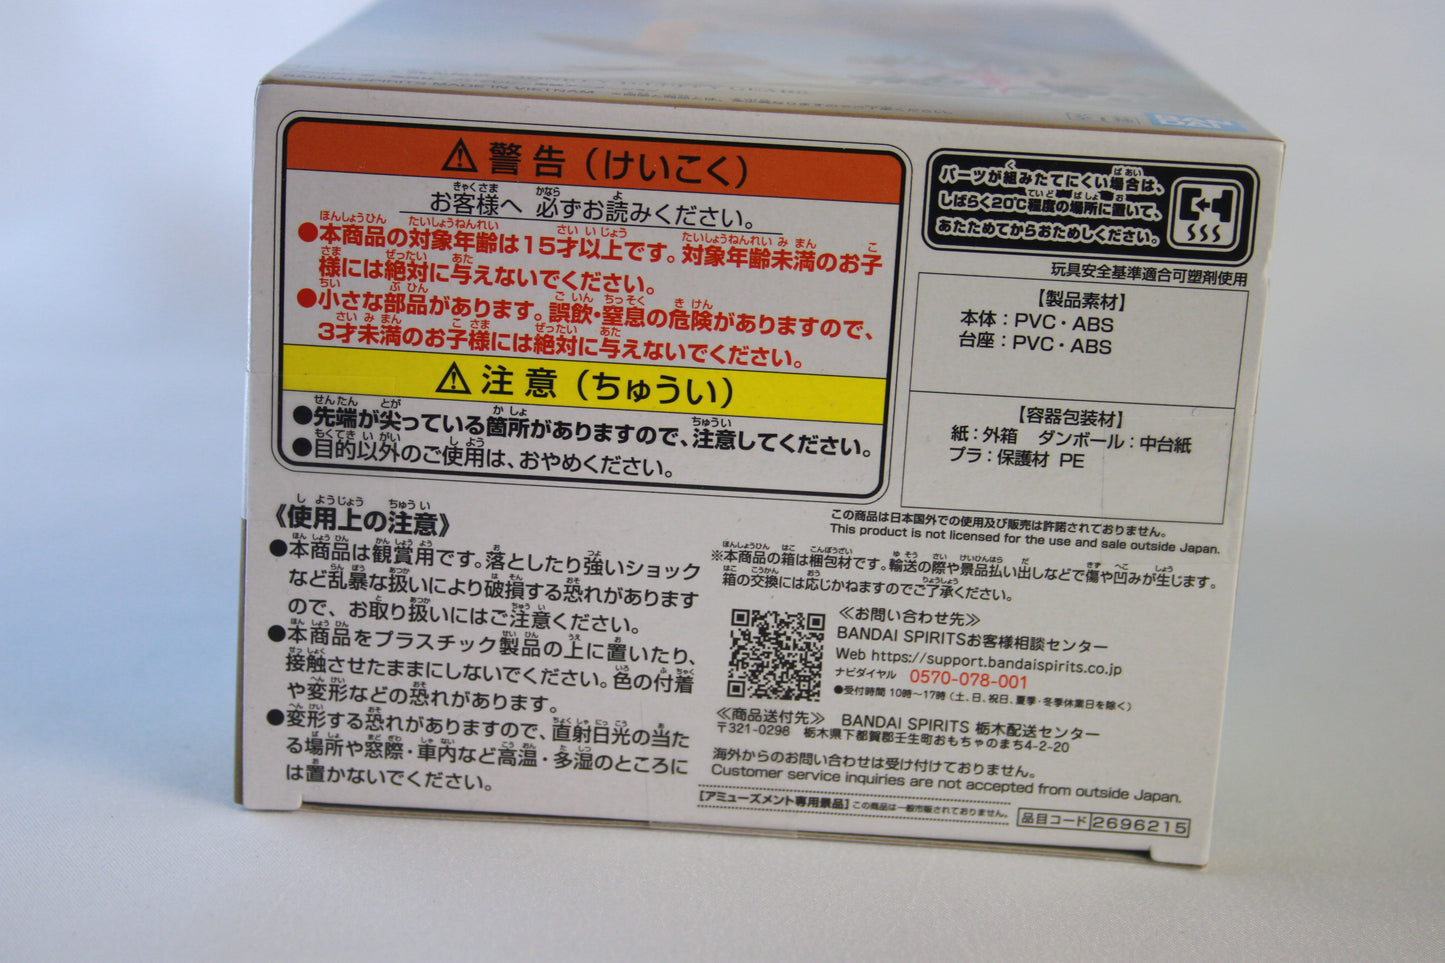 BANDAI SPIRITS MADE IN VIETNAM
⚠警告（けいこく）
お客様へ 必ずお読みください。
●本商品の対象年齢は15才以上です。対象年齢未満のお子
様には絶対に与えないでください。
●小さな部品があります。誤飲・窒息の危険がありますので、
3才未満のお子様には絶対に与えないでください。
⚠注意（ちゅうい）
●先端が尖っている箇所がありますので、注意してください。
●目的以外のご使用は、おやめください。
パーツが組みたてにくい場合は、
しばらく20℃程度の場所に置いて、
あたためてからおためしください。
玩具安全基準適合可塑剤使用
【製品素材】
本体：PVC・ABS
台座：PVC・ABS
【容器包装材】
紙：外箱 ダンボール：中台紙
プラ：保護材 PE
この商品は日本国外での使用及び販売は許諾されておりません。
This product is not licensed for the use and sale outside Japan.
《使用上の注意》
●本商品は観賞用です。落としたり強いショック
など乱暴な扱いにより破損する恐れがあります
ので、お取り扱いにはご注意ください。
●本商品をプラスチック製品の上に置いたり、
接触させたままにしないでください。色の付着
や変形などの恐れがあります。
●変形する恐れがありますので、直射日光の当た
る場所や窓際・車内など高温・多湿のところに
は置かないでください。
※本商品の箱は梱包材です。輸送の際や景品払い出しなどで傷や凹みが生じます。
箱の交換には応じかねますのでご了承ください。
≪お問い合わせ先≫
BANDAI SPIRITSお客様相談センター
Web https://support.bandaispirits.co.jp
ナビダイヤル 0570-078-001
●受付時間 10時〜17時（土、日、祝日、夏季・冬季休業日を除く）
≪商品送付先≫ BANDAI SPIRITS 栃木配送センター
〒321-0298 栃木県下都賀郡壬生町おもちゃのまち4-2-20
海外からのお問い合わせは受け付けておりません。
Customer service inquiries are not accepted from outside Japan.
【アミューズメント専用景品】この商品は一般市販されておりません。
品目コード 2696215